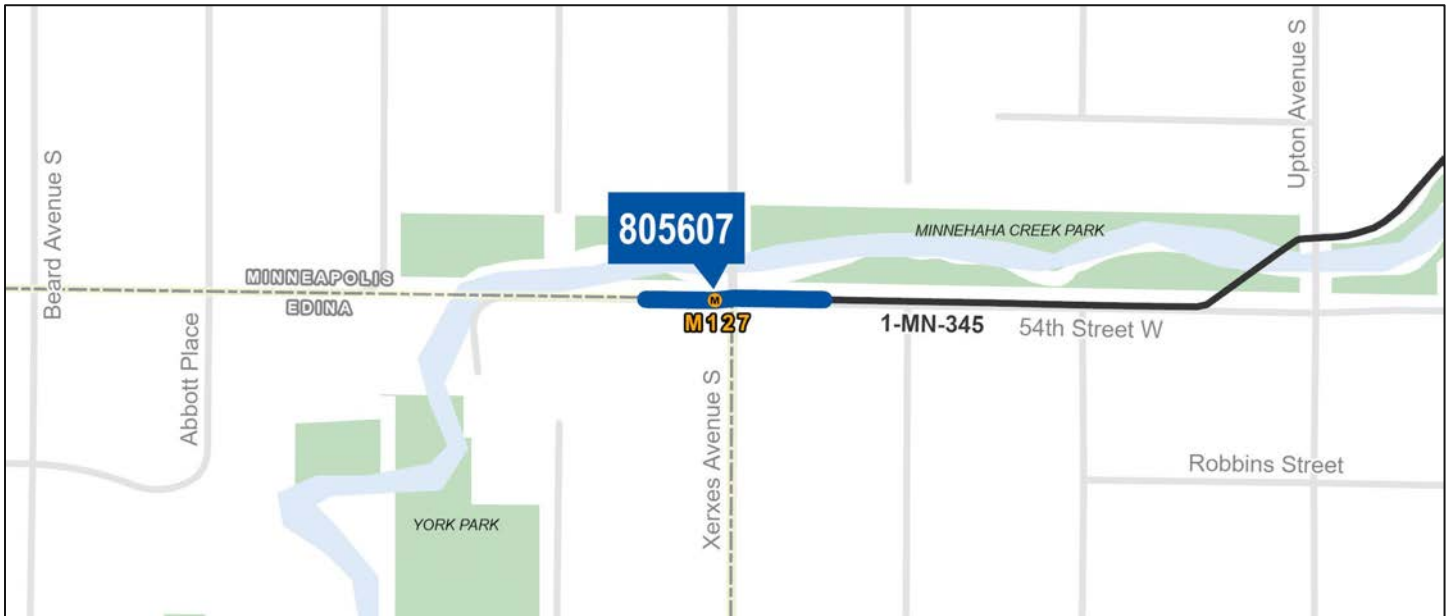 Upton Avenue S
Beard Avenue S
805607
MINNEHAHA CREEK PARK
MINNEAPOLIS
EDINA
M
M127
1-MN-345
54th Street W
Abbott Place
Xerxes Avenue S
Robbins Street
YORK PARK